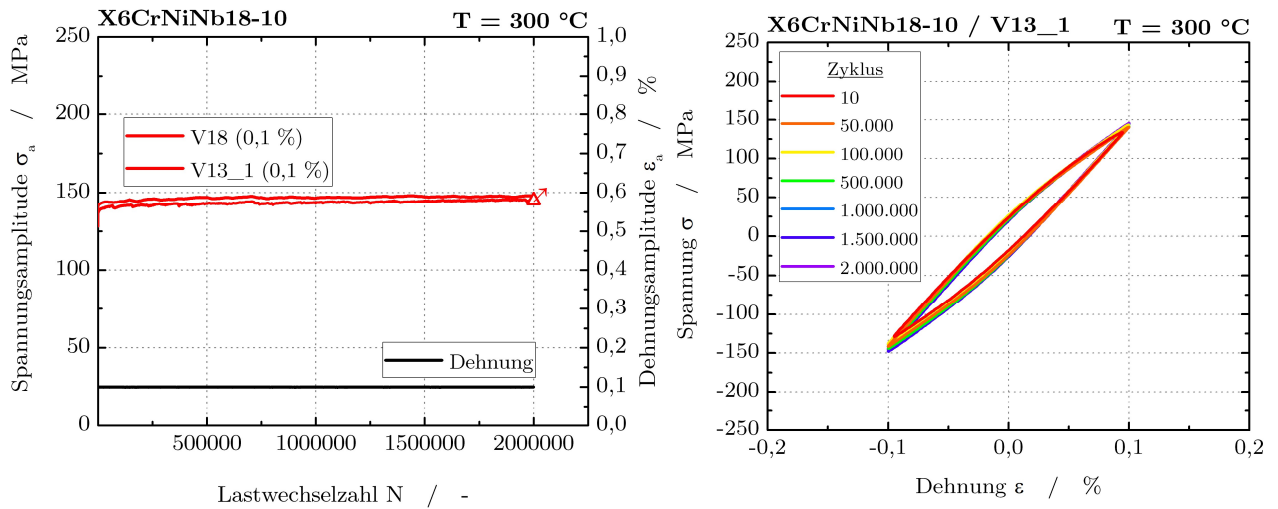 X6CrNiNb18-10 T = 300 °C
Spannungsamplitude σₐ / MPa
250
200
150
100
50
0
V18 (0,1 %)
V13_1 (0,1 %)
Dehnung
1,0
0,9
0,8
0,7
0,6
0,5
0,4
0,3
0,2
0,1
0,0
Dehnungsamplitude εₐ / %
500000 1000000 1500000 2000000
Lastwechselzahl N / -
X6CrNiNb18-10 / V13_1 T = 300 °C
Spannung σ / MPa
250
200
150
100
50
0
-50
-100
-150
-200
-250
Zyklus
10
50.000
100.000
500.000
1.000.000
1.500.000
2.000.000
-0,2 -0,1 0,0 0,1 0,2
Dehnung ε / %